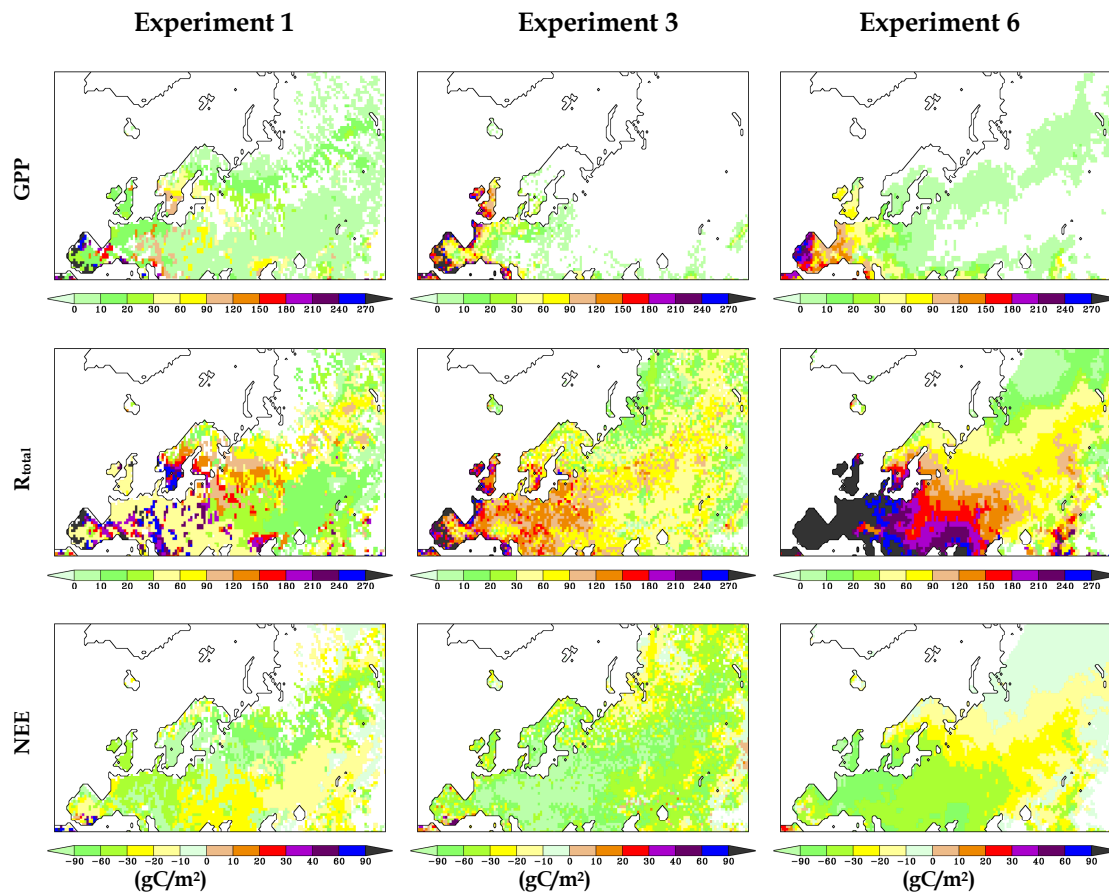 Experiment 1 Experiment 3 Experiment 6
GPP
0 10 20 30 60 90 120 150 180 210 240 270 0 10 20 30 60 90 120 150 180 210 240 270 0 10 20 30 60 90 120 150 180 210 240 270
Rtotal
0 10 20 30 60 90 120 150 180 210 240 270 0 10 20 30 60 90 120 150 180 210 240 270 0 10 20 30 60 90 120 150 180 210 240 270
NEE
−90 −60 −30 −20 −10 0 10 20 30 40 60 90 −90 −60 −30 −20 −10 0 10 20 30 40 60 90 −90 −60 −30 −20 −10 0 10 20 30 40 60 90
(gC/m²) (gC/m²) (gC/m²)